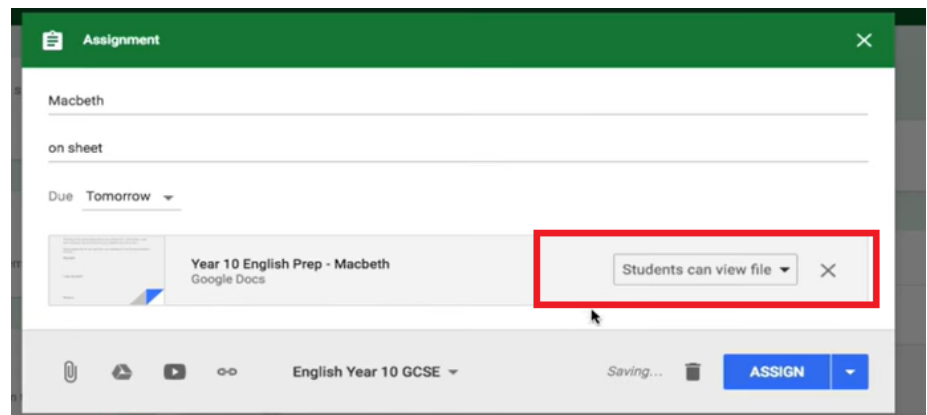 Assignment
Macbeth
on sheet
Due Tomorrow
Year 10 English Prep - Macbeth
Google Docs
Students can view file
English Year 10 GCSE
Saving...
ASSIGN